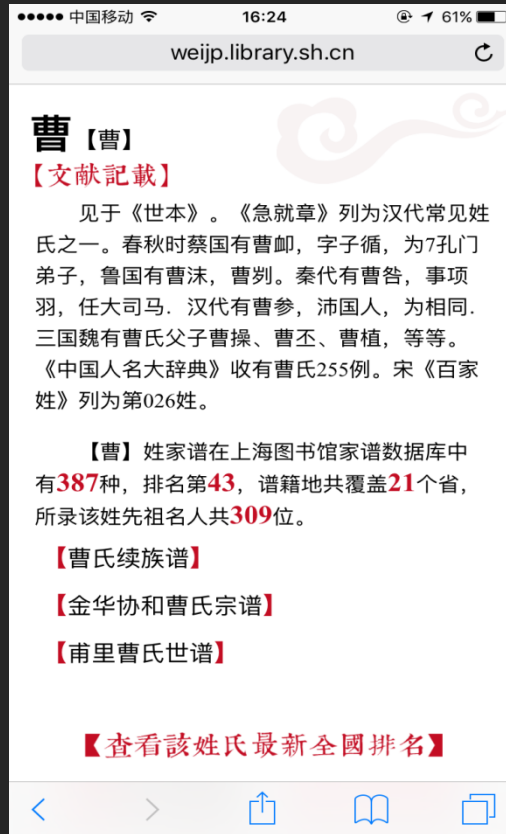 中国移动 16:24 61%
weijp.library.sh.cn
曹【曹】
【文献記載】
见于《世本》。《急就章》列为汉代常见姓
氏之一。春秋时蔡国有曹卹，字子循，为7孔门
弟子，鲁国有曹沫，曹刿。秦代有曹咎，事项
羽，任大司马. 汉代有曹参，沛国人，为相同.
三国魏有曹氏父子曹操、曹丕、曹植，等等。
《中国人名大辞典》收有曹氏255例。宋《百家
姓》列为第026姓。
【曹】姓家谱在上海图书馆家谱数据库中
有387种，排名第43，谱籍地共覆盖21个省，
所录该姓先祖名人共309位。
【曹氏续族谱】
【金华协和曹氏宗谱】
【甫里曹氏世谱】
【查看該姓氏最新全國排名】